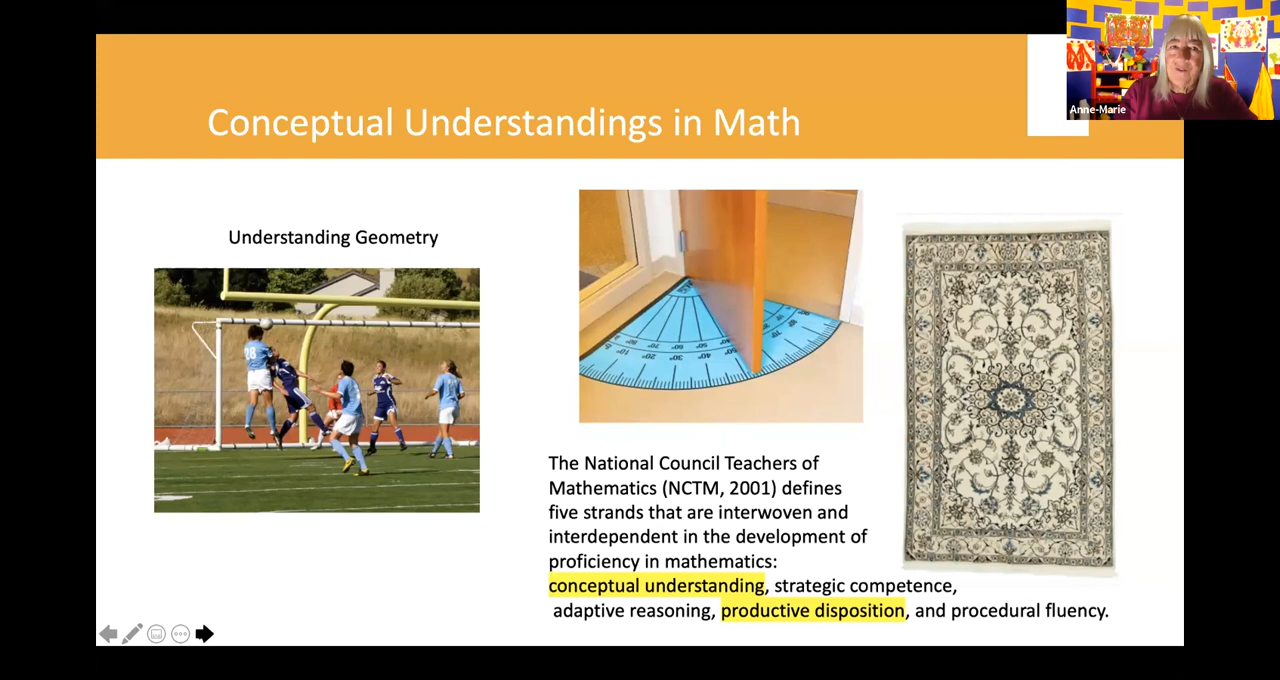 Conceptual Understandings in Math
Anne-Marie
Understanding Geometry
28
The National Council Teachers of
Mathematics (NCTM, 2001) defines
five strands that are interwoven and
interdependent in the development of
proficiency in mathematics:
conceptual understanding, strategic competence,
adaptive reasoning, productive disposition, and procedural fluency.